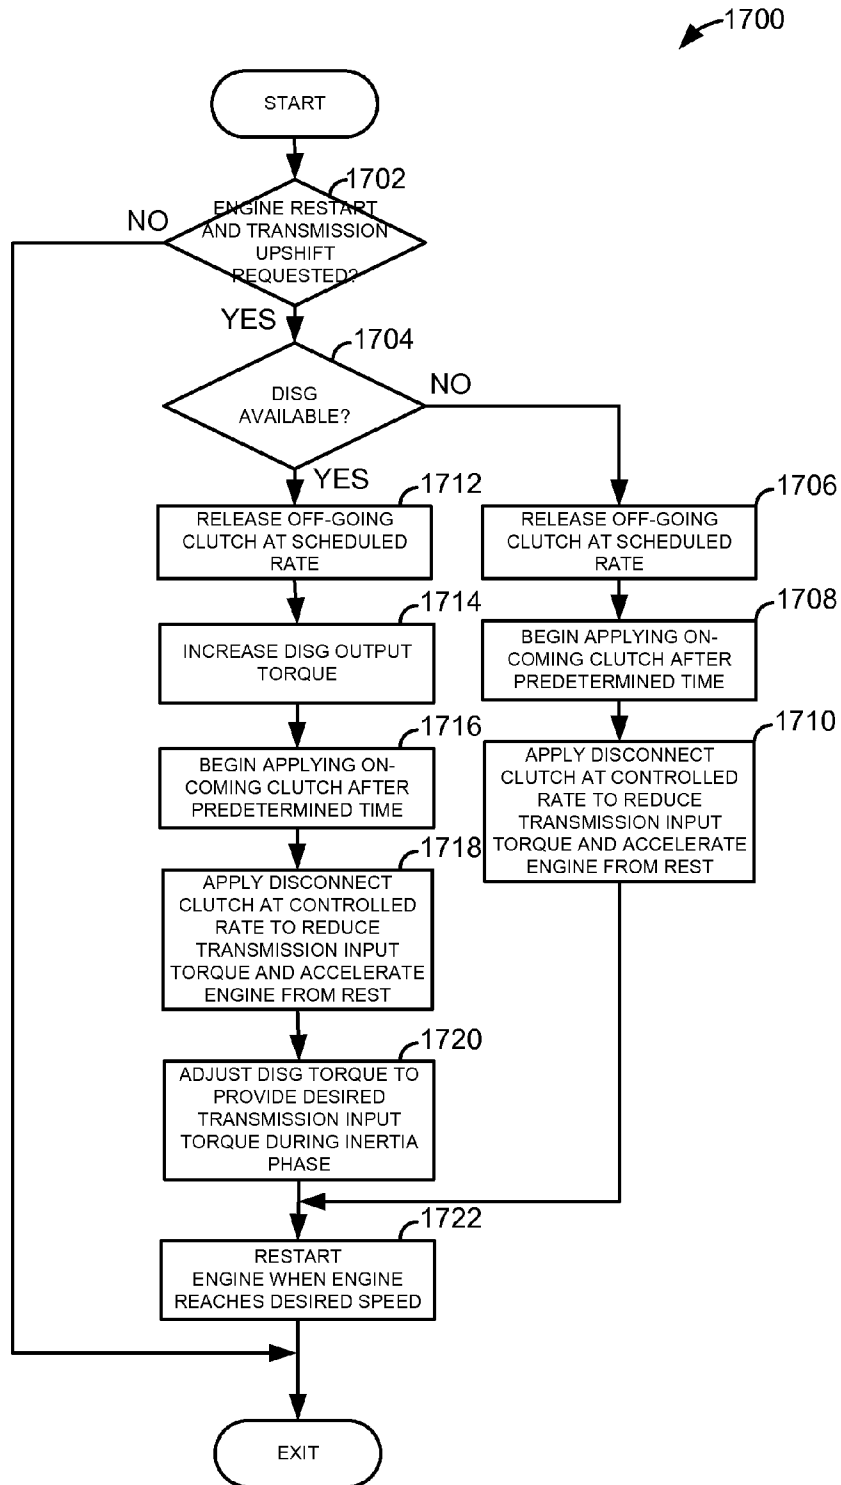 1700
START
1702
NO
ENGINE RESTART
AND TRANSMISSION
UPSHIFT
REQUESTED?
YES
1704
DISG
AVAILABLE?
NO
YES
1712
RELEASE OFF-GOING
CLUTCH AT SCHEDULED
RATE
1706
RELEASE OFF-GOING
CLUTCH AT SCHEDULED
RATE
1714
INCREASE DISG OUTPUT
TORQUE
1708
BEGIN APPLYING ON-
COMING CLUTCH AFTER
PREDETERMINED TIME
1716
BEGIN APPLYING ON-
COMING CLUTCH AFTER
PREDETERMINED TIME
1710
APPLY DISCONNECT
CLUTCH AT CONTROLLED
RATE TO REDUCE
TRANSMISSION INPUT
TORQUE AND ACCELERATE
ENGINE FROM REST
1718
APPLY DISCONNECT
CLUTCH AT CONTROLLED
RATE TO REDUCE
TRANSMISSION INPUT
TORQUE AND ACCELERATE
ENGINE FROM REST
1720
ADJUST DISG TORQUE TO
PROVIDE DESIRED
TRANSMISSION INPUT
TORQUE DURING INERTIA
PHASE
1722
RESTART
ENGINE WHEN ENGINE
REACHES DESIRED SPEED
EXIT